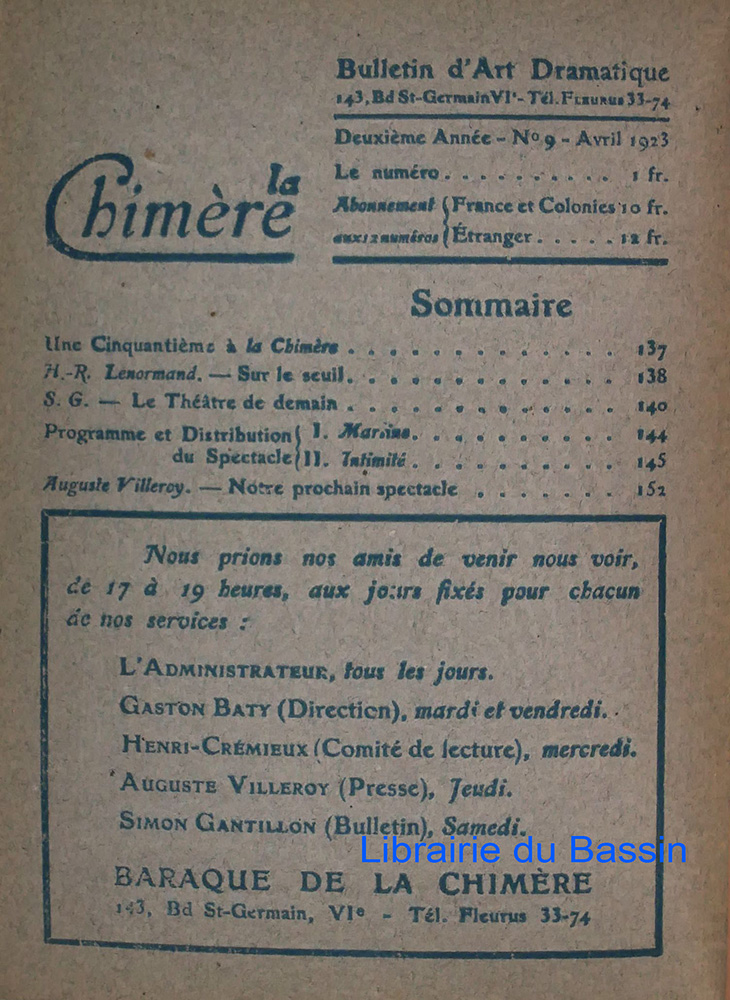 Bulletin d'Art Dramatique
143, Bd St-Germain VIe - Tél. Fleurus 33-74
Deuxième Année - No 9 - Avril 1923
la Chimère
Le numéro . . . . . . . . . . 1 fr.
Abonnement { France et Colonies 10 fr.
aux 12 numéros { Étranger . . . . . 12 fr.
Sommaire
Une Cinquantième à la Chimère . . . . . . . . . . . . 137
H.-R. Lenormand. — Sur le seuil. . . . . . . . . . . . . 138
S. G. — Le Théâtre de demain . . . . . . . . . . . . . 140
Programme et Distribution { I. Martine. . . . . . . . . . . 144
du Spectacle { II. Intimité . . . . . . . . . . . 145
Auguste Villeroy. — Notre prochain spectacle . . . . . . . 152
Nous prions nos amis de venir nous voir,
de 17 à 19 heures, aux jours fixés pour chacun
de nos services :
L'Administrateur, tous les jours.
Gaston Baty (Direction), mardi et vendredi.
Henri-Crémieux (Comité de lecture), mercredi.
Auguste Villeroy (Presse), Jeudi.
Simon Gantillon (Bulletin), Samedi.
Librairie du Bassin
BARAQUE DE LA CHIMÈRE
143, Bd St-Germain, VIe - Tél. Fleurus 33-74